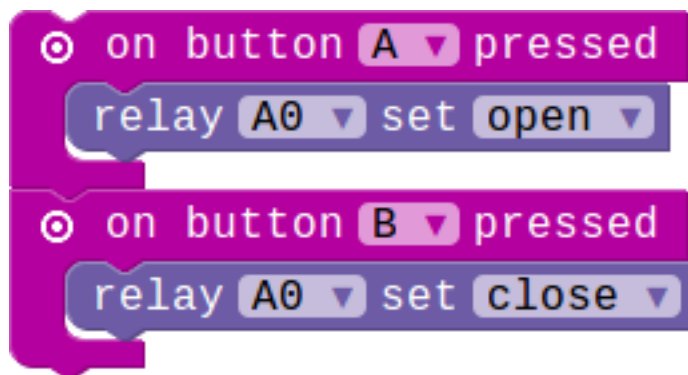 on button A pressed
relay A0 set open
on button B pressed
relay A0 set close